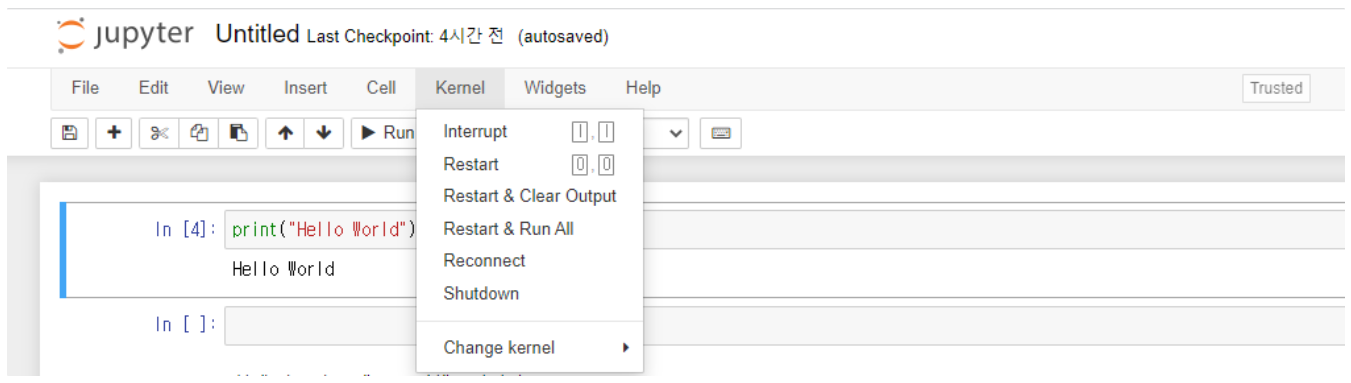 jupyter Untitled Last Checkpoint: 4시간 전 (autosaved)
File Edit View Insert Cell Kernel Widgets Help Trusted
Run
Interrupt I,I
Restart 0,0
Restart & Clear Output
Restart & Run All
Reconnect
Shutdown
Change kernel
In [4]: print("Hello World")
Hello World
In [ ]: